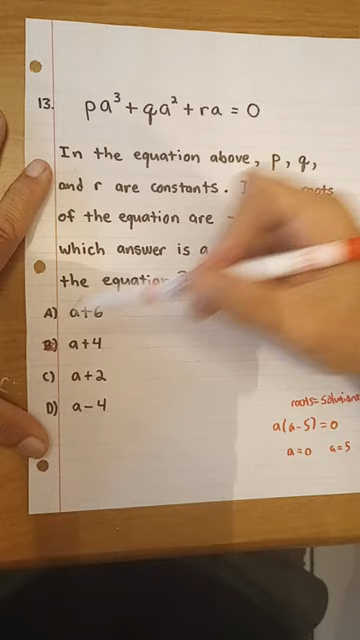 13. pa³ + qa² + ra = 0
In the equation above, p, q,
and r are constants. roots
of the equation are -
which answer is a
the equation
A) a+6
B) a+4
C) a+2
D) a-4
roots=solutions
a(a-5)=0
a=0 a=5